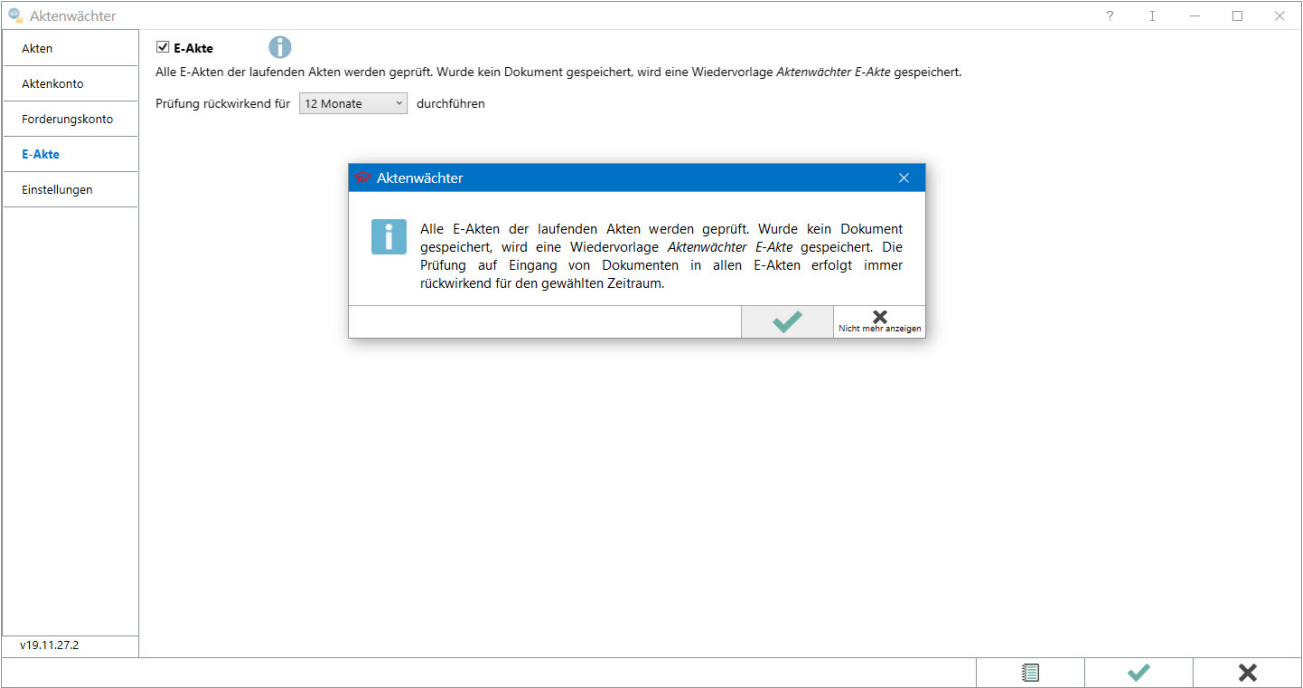 Aktenwächter
? I
Akten
Aktenkonto
Forderungskonto
E-Akte
Einstellungen
v19.11.27.2
E-Akte
Alle E-Akten der laufenden Akten werden geprüft. Wurde kein Dokument gespeichert, wird eine Wiedervorlage Aktenwächter E-Akte gespeichert.
Prüfung rückwirkend für 12 Monate durchführen
Aktenwächter
Alle E-Akten der laufenden Akten werden geprüft. Wurde kein Dokument
gespeichert, wird eine Wiedervorlage Aktenwächter E-Akte gespeichert. Die
Prüfung auf Eingang von Dokumenten in allen E-Akten erfolgt immer
rückwirkend für den gewählten Zeitraum.
Nicht mehr anzeigen